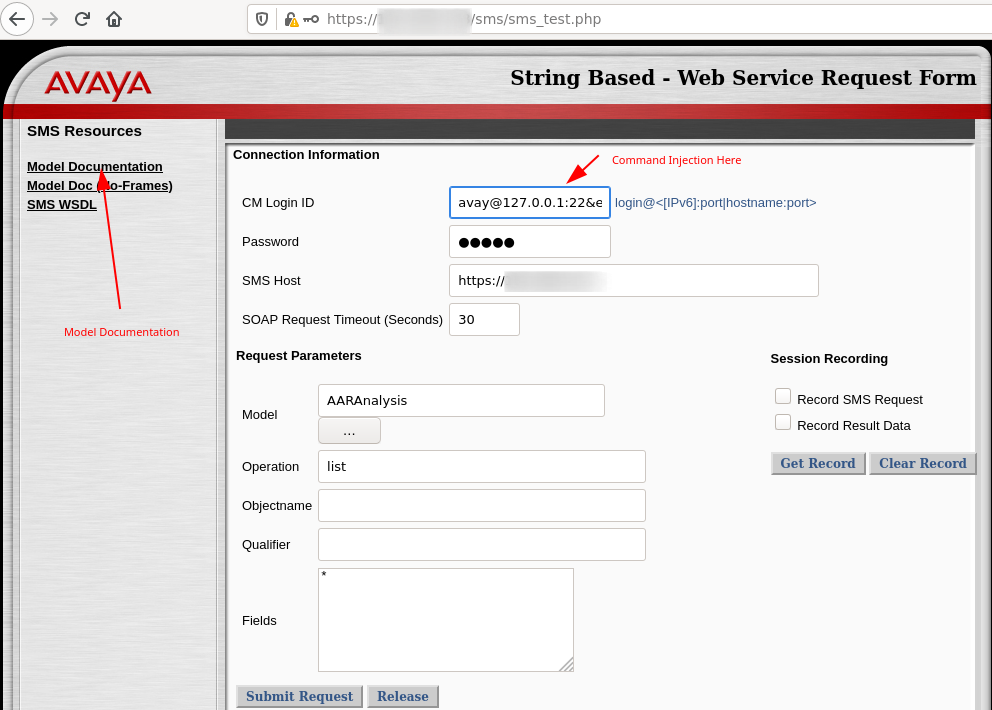 https:// /sms/sms_test.php
AVAYA
String Based - Web Service Request Form
SMS Resources
Model Documentation
Model Doc (No-Frames)
SMS WSDL
Model Documentation
Connection Information
Command Injection Here
CM Login ID
avay@127.0.0.1:22&e
login@<[IPv6]:port|hostname:port>
Password
●●●●●
SMS Host
https://
SOAP Request Timeout (Seconds)
30
Request Parameters
Session Recording
Model
AARAnalysis
...
Record SMS Request
Record Result Data
Operation
list
Get Record
Clear Record
Objectname
Qualifier
Fields
*
Submit Request
Release